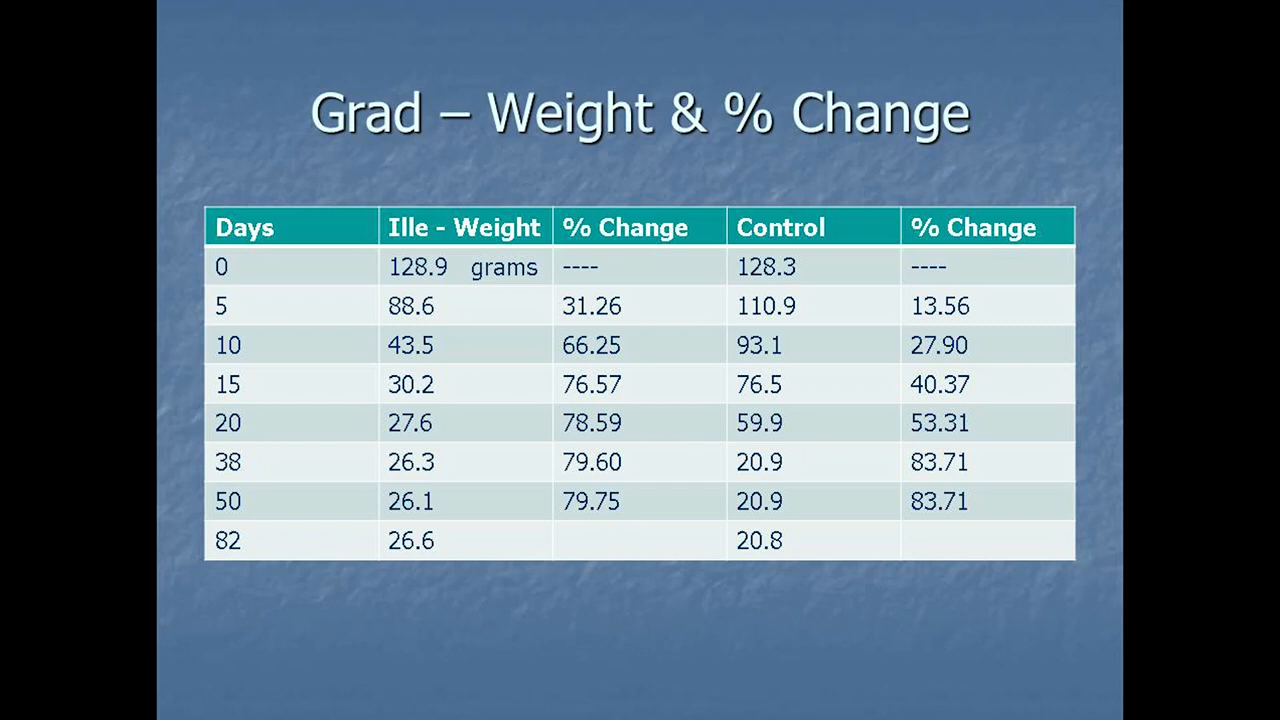 Grad – Weight & % Change
Days Ille - Weight % Change Control % Change
0 128.9 grams ---- 128.3 ----
5 88.6 31.26 110.9 13.56
10 43.5 66.25 93.1 27.90
15 30.2 76.57 76.5 40.37
20 27.6 78.59 59.9 53.31
38 26.3 79.60 20.9 83.71
50 26.1 79.75 20.9 83.71
82 26.6 20.8